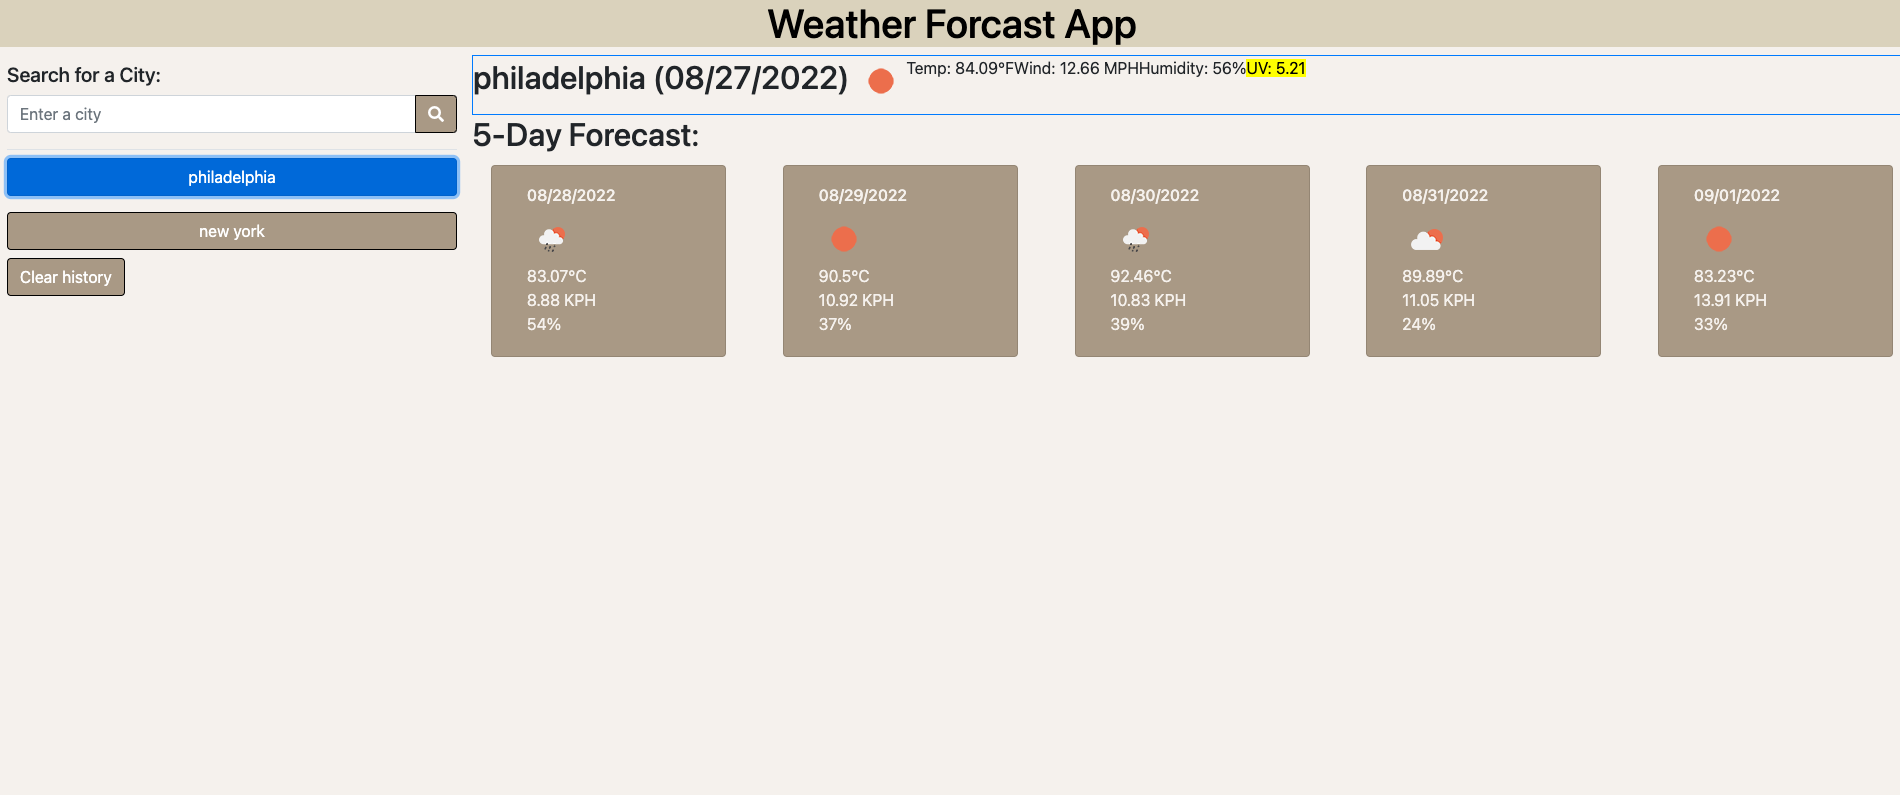 Weather Forcast App
Search for a City:
Enter a city
philadelphia
new york
Clear history
philadelphia (08/27/2022)
Temp: 84.09°FWind: 12.66 MPHHumidity: 56%UV: 5.21
5-Day Forecast:
08/28/2022
83.07°C
8.88 KPH
54%
08/29/2022
90.5°C
10.92 KPH
37%
08/30/2022
92.46°C
10.83 KPH
39%
08/31/2022
89.89°C
11.05 KPH
24%
09/01/2022
83.23°C
13.91 KPH
33%